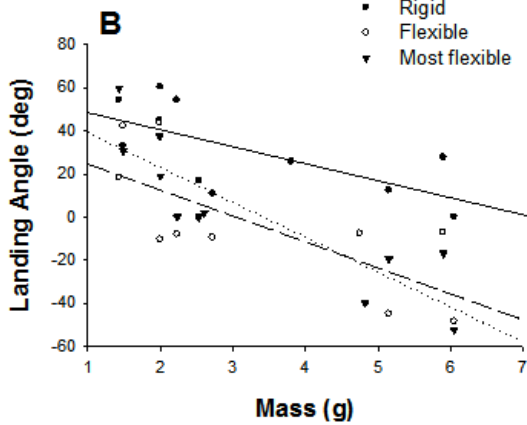 B
Rigid
Flexible
Most flexible
80
60
40
20
0
-20
-40
-60
Landing Angle (deg)
1 2 3 4 5 6 7
Mass (g)